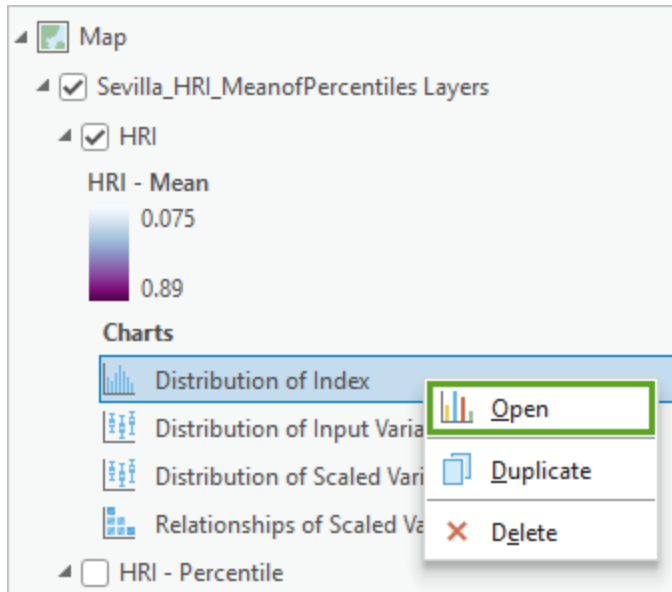 Map
Sevilla_HRI_MeanofPercentiles Layers
HRI
HRI - Mean
0.075
0.89
Charts
Distribution of Index
Open
Distribution of Input Varia
Duplicate
Distribution of Scaled Vari
Relationships of Scaled Va
Delete
HRI - Percentile